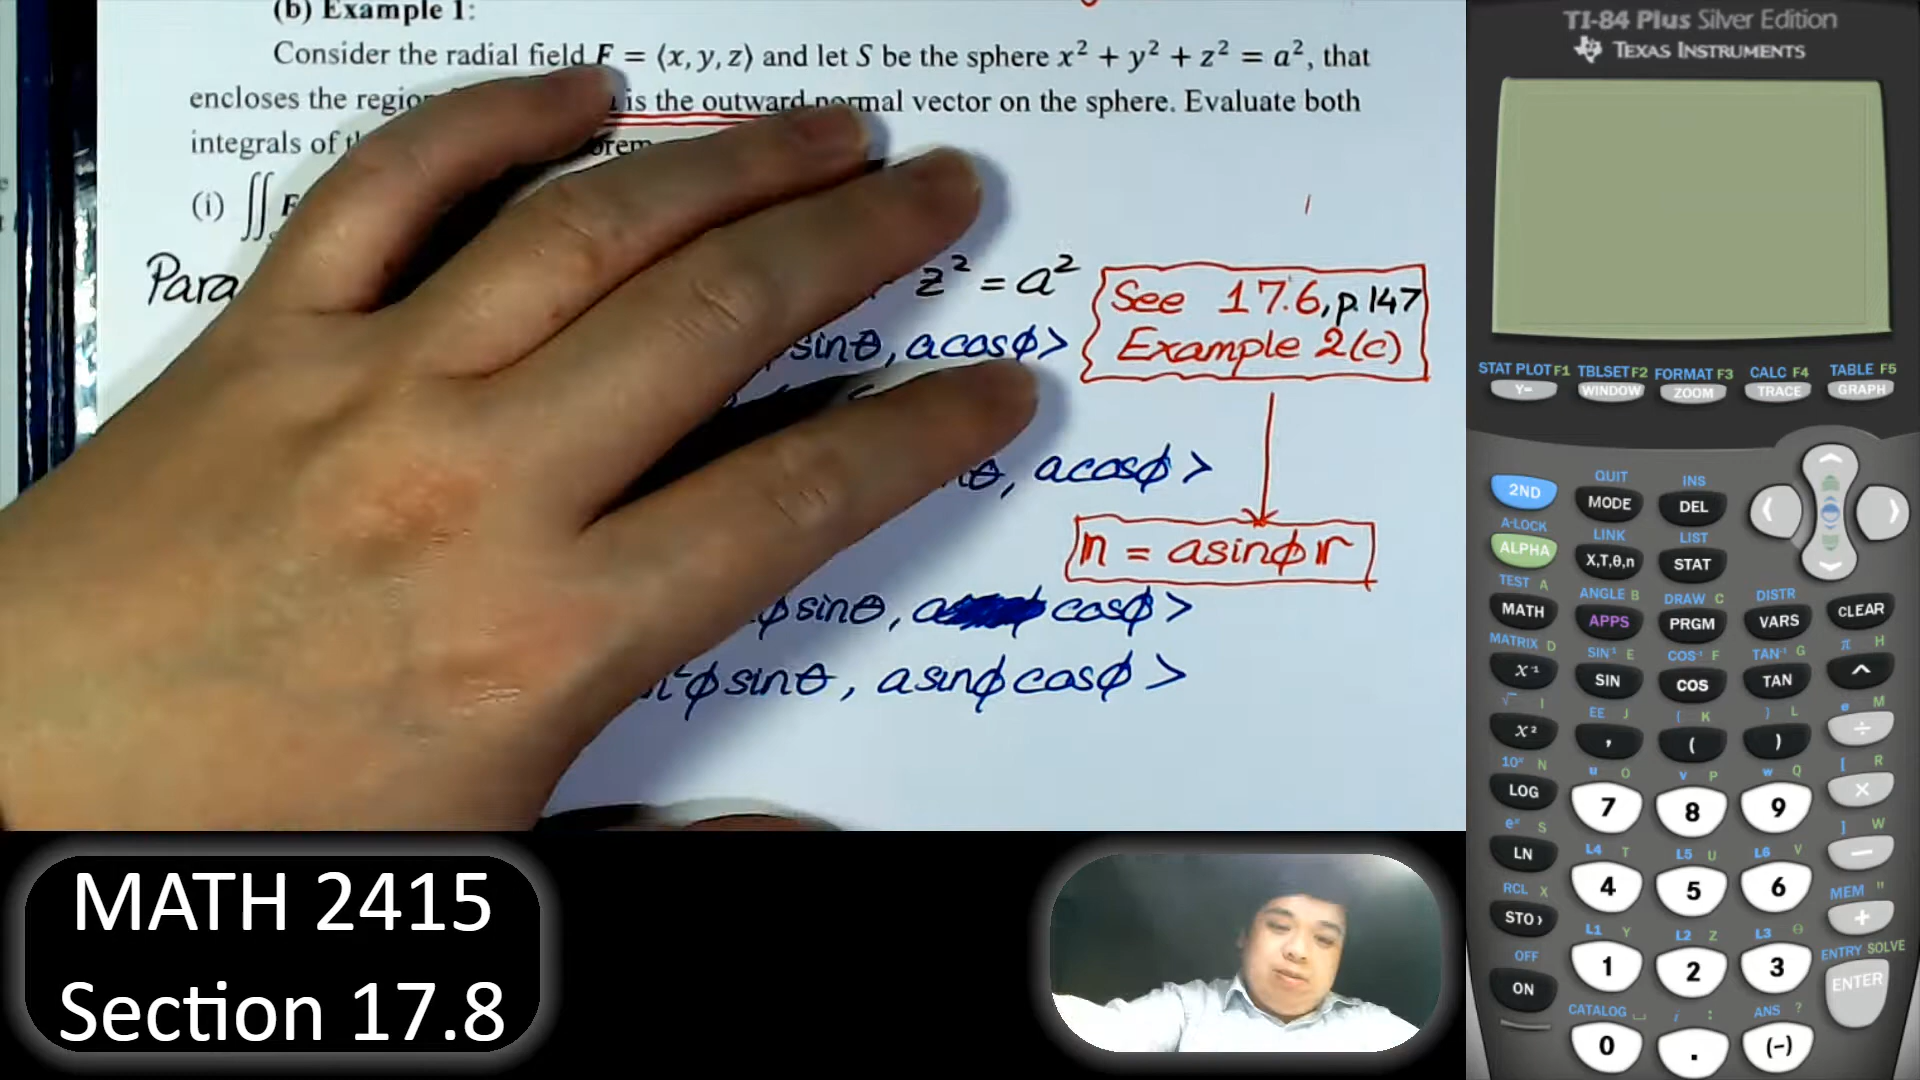 (b) Example 1:
Consider the radial field F = ⟨x, y, z⟩ and let S be the sphere x² + y² + z² = a², that
encloses the region is the outward normal vector on the sphere. Evaluate both
integrals of
(i) ∬ F
Para z² = a²
sinθ, acosϕ>
See 17.6, p.147
Example 2(c)
θ, acosϕ>
n = asinϕ r
ϕ sinθ, a cosϕ>
²ϕ sinθ, asinϕ cosϕ>
MATH 2415
Section 17.8
TI-84 Plus Silver Edition
TEXAS INSTRUMENTS
STAT PLOT F1 TBLSET F2 FORMAT F3 CALC F4 TABLE F5
Y= WINDOW ZOOM TRACE GRAPH
QUIT INS
2ND MODE DEL
A-LOCK LINK LIST
ALPHA X,T,θ,n STAT
TEST A ANGLE B DRAW C DISTR
MATH APPS PRGM VARS CLEAR
MATRIX D SIN⁻¹ E COS⁻¹ F TAN⁻¹ G π H
x⁻¹ SIN COS TAN ^
√ I EE J { K } L e M
x² , ( ) ÷
10ˣ N u O v P w Q [ R
LOG 7 8 9 ×
eˣ S L4 T L5 U L6 V ] W
LN 4 5 6 −
RCL X L1 Y L2 Z L3 θ MEM "
STO› 1 2 3 +
OFF CATALOG i : ANS ? ENTRY SOLVE
ON 0 . (-) ENTER